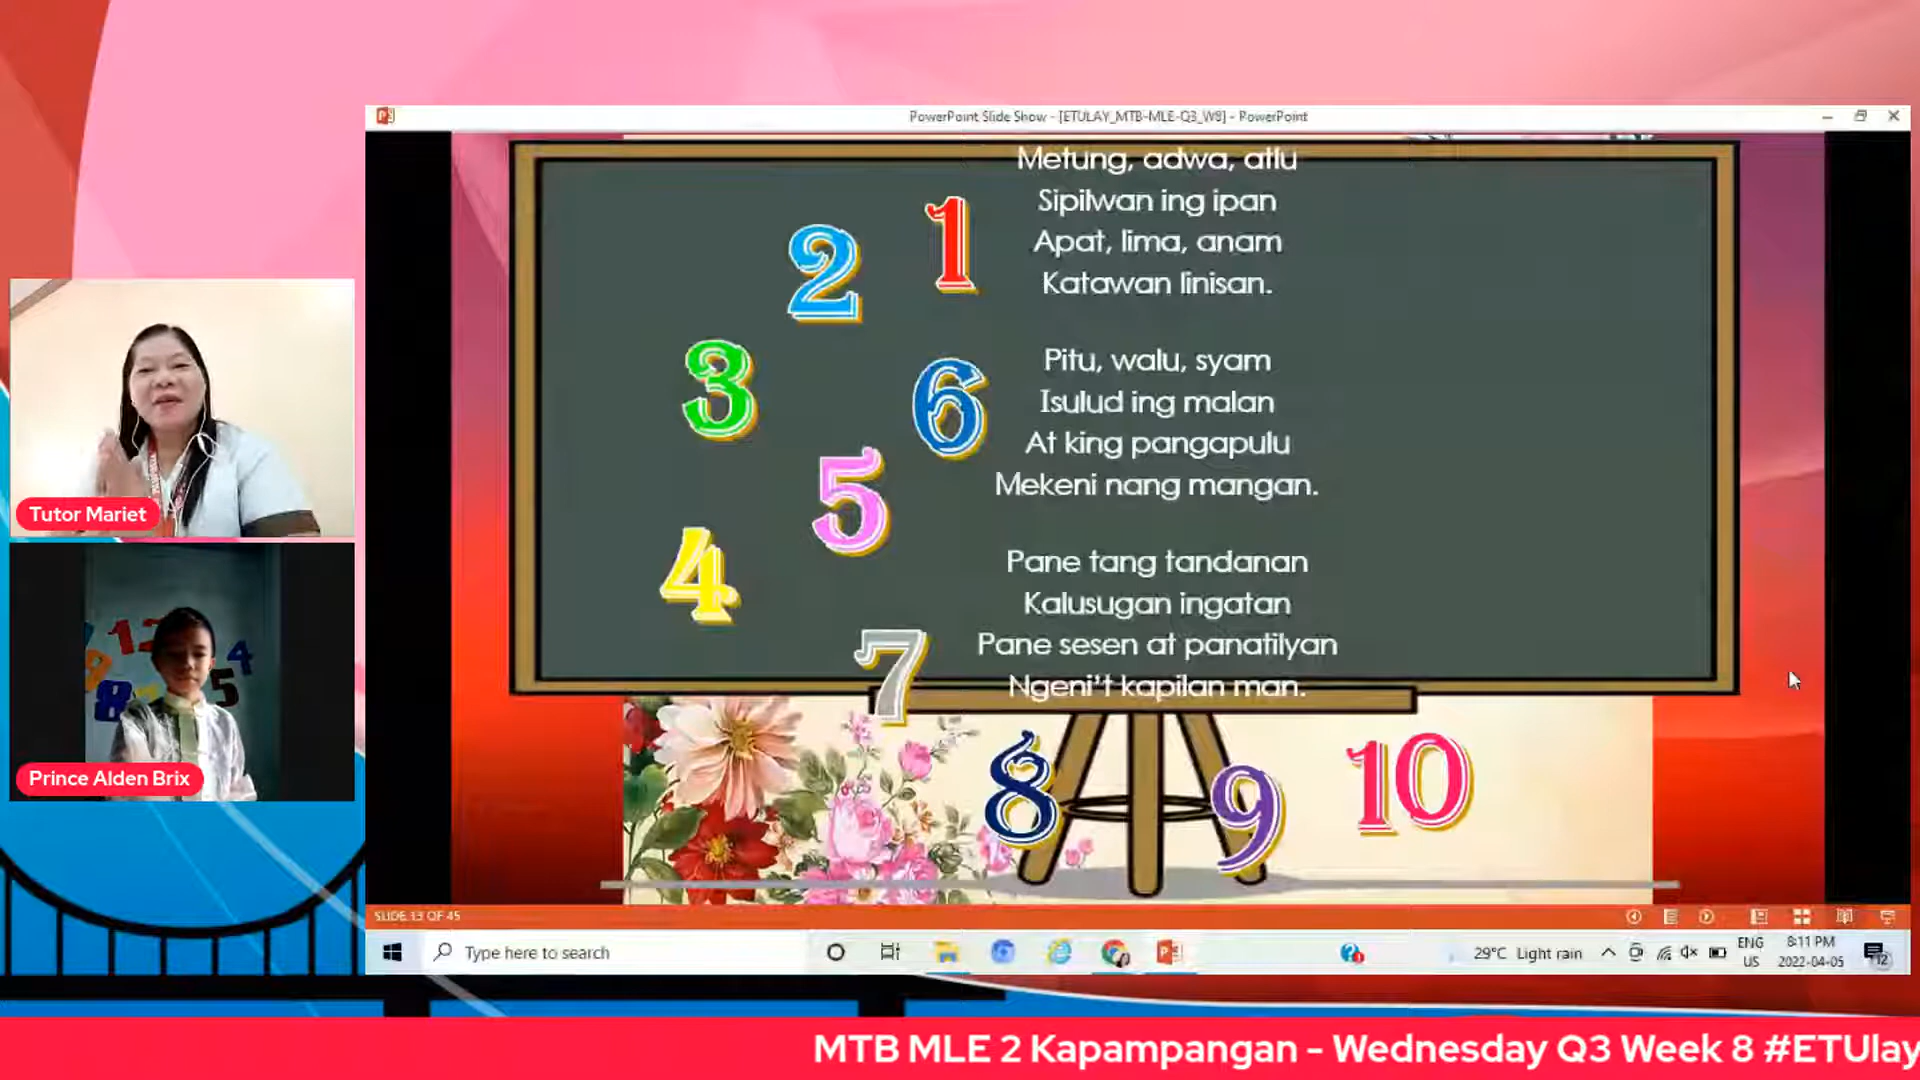 PowerPoint Slide Show - [ETULAY_MTB-MLE-Q3_W8] - PowerPoint
Metung, adwa, atlu
Sipilwan ing ipan
Apat, lima, anam
Katawan linisan.
Pitu, walu, syam
Isulud ing malan
At king pangapulu
Mekeni nang mangan.
Pane tang tandanan
Kalusugan ingatan
Pane sesen at panatilyan
Ngeni't kapilan man.
1
2
3
6
5
4
7
8
9
10
Tutor Mariet
Prince Alden Brix
SLIDE 13 OF 45
Type here to search
29°C Light rain
ENG
US
8:11 PM
2022-04-05
12
MTB MLE 2 Kapampangan - Wednesday Q3 Week 8 #ETUlay